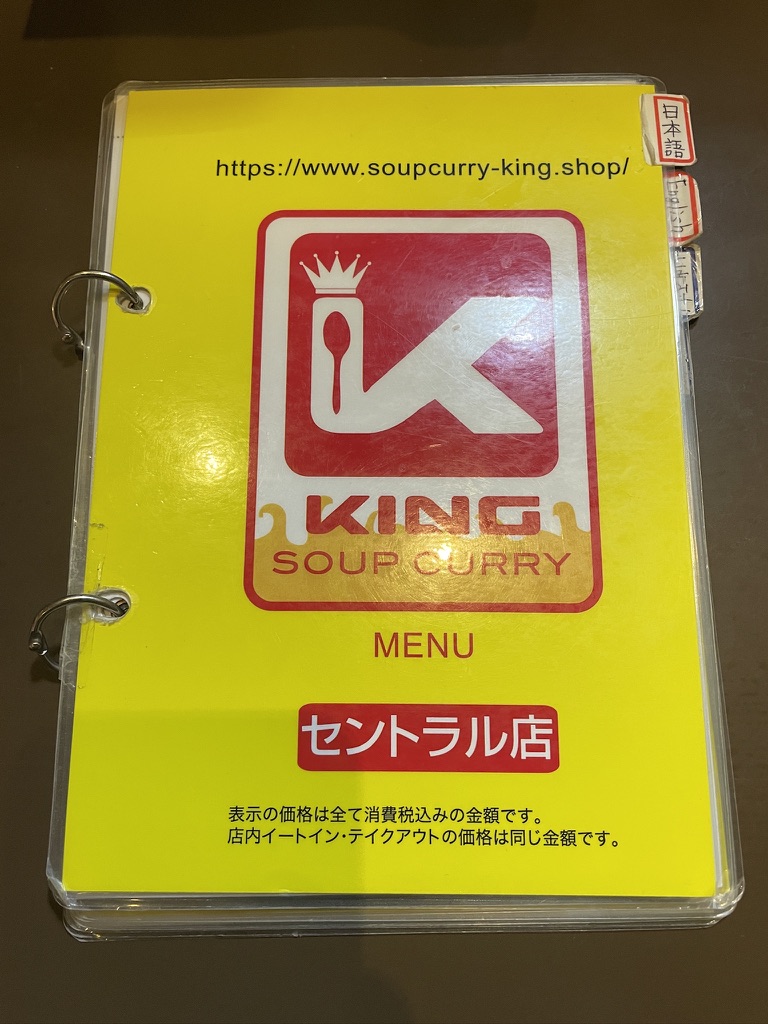 https://www.soupcurry-king.shop/
日本語
KING
SOUP CURRY
MENU
セントラル店
表示の価格は全て消費税込みの金額です。
店内イートイン・テイクアウトの価格は同じ金額です。